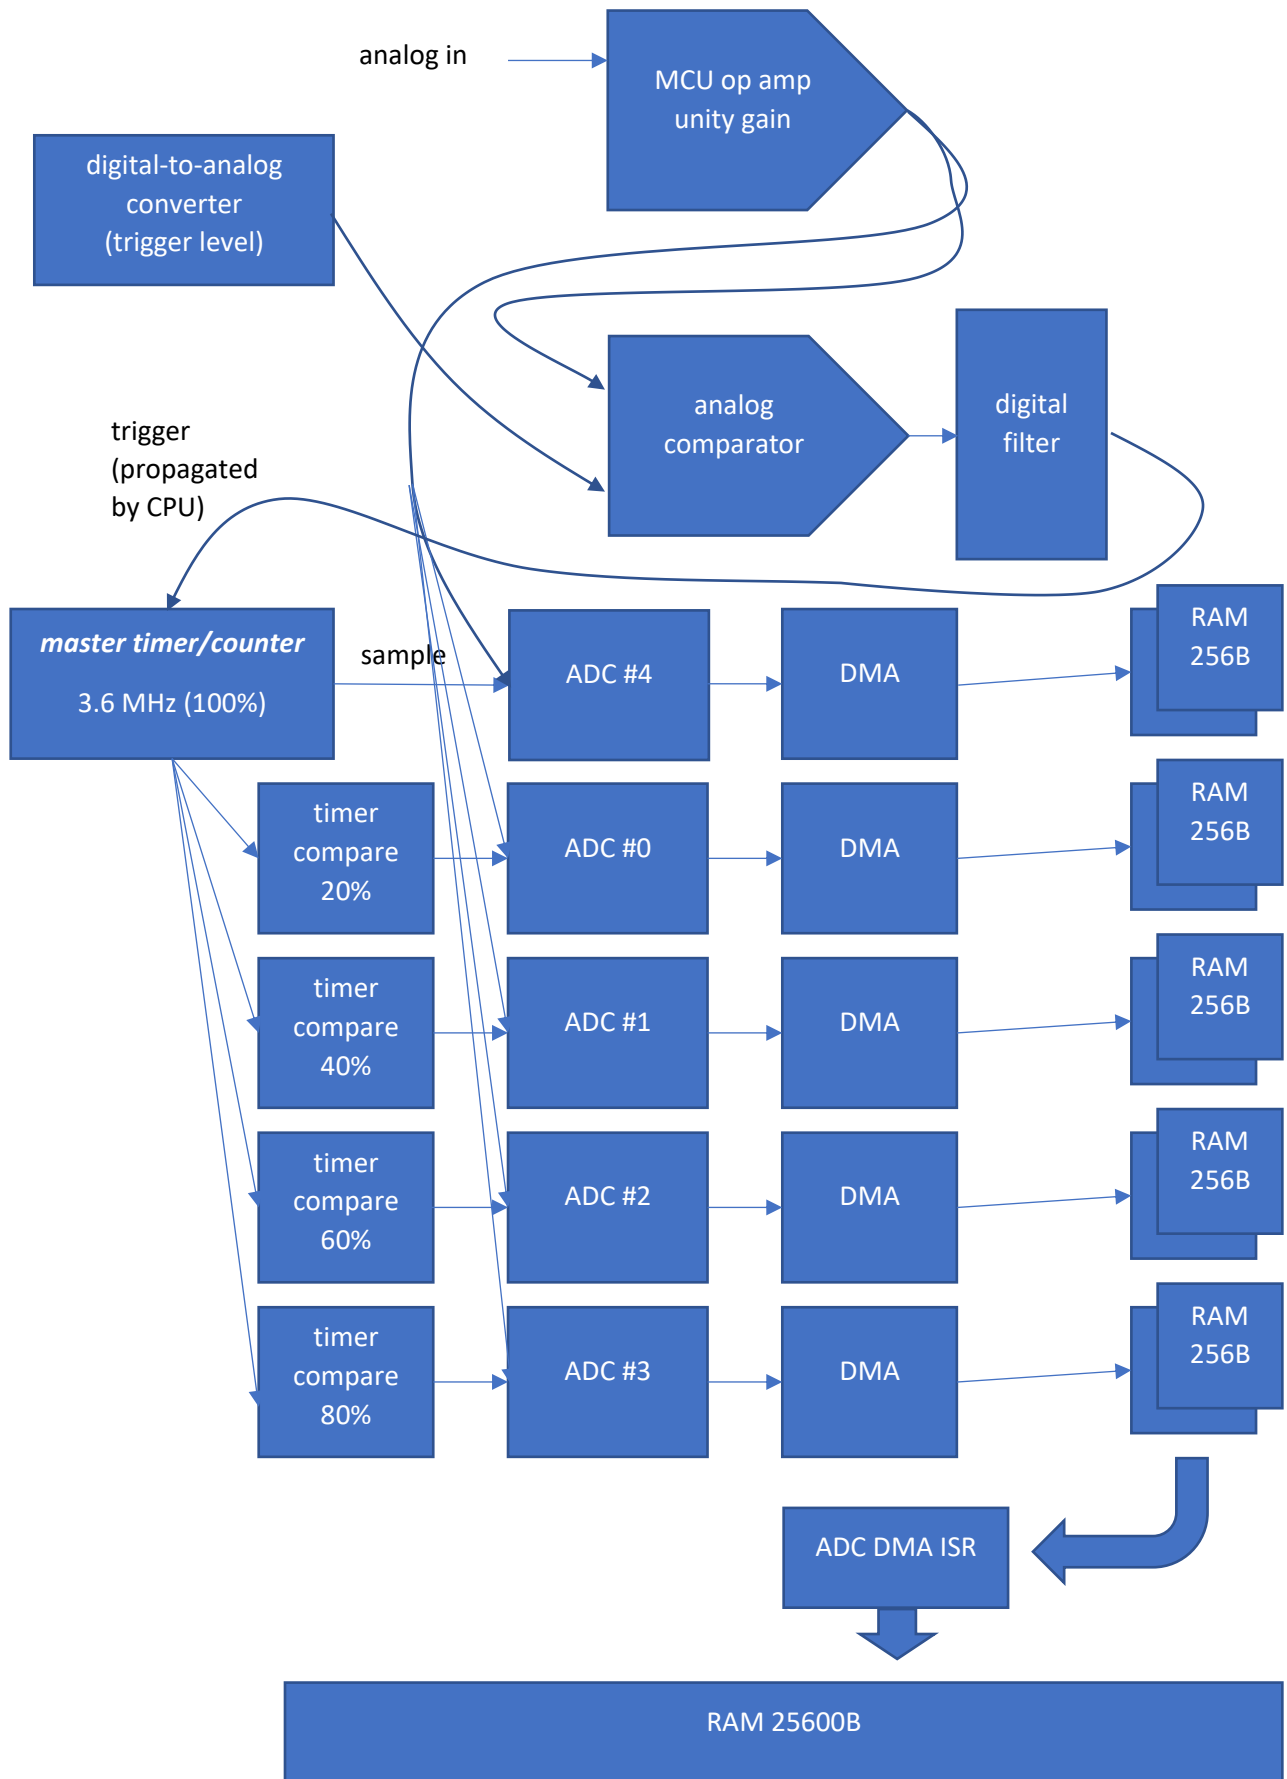 analog in
MCU op amp
unity gain
digital-to-analog
converter
(trigger level)
analog
comparator
digital
filter
trigger
(propagated
by CPU)
master timer/counter
3.6 MHz (100%)
sample
ADC #4
DMA
RAM
256B
timer
compare
20%
ADC #0
DMA
RAM
256B
timer
compare
40%
ADC #1
DMA
RAM
256B
timer
compare
60%
ADC #2
DMA
RAM
256B
timer
compare
80%
ADC #3
DMA
RAM
256B
ADC DMA ISR
RAM 25600B